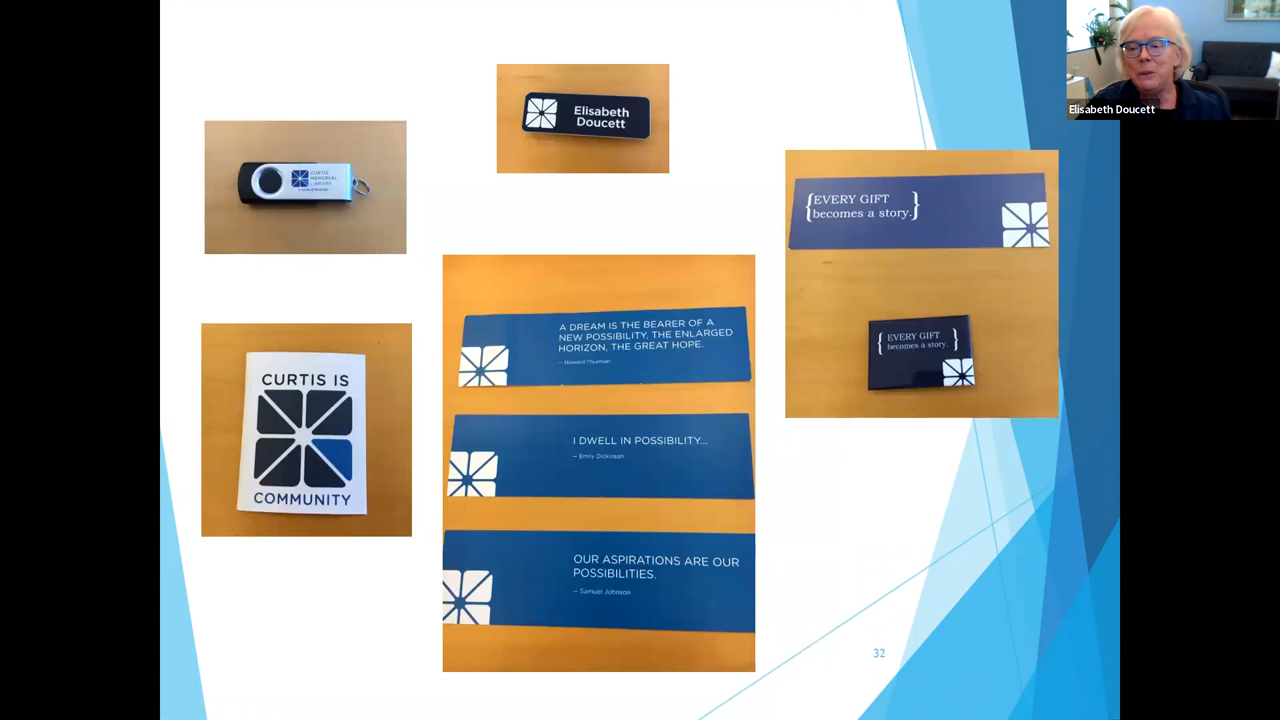 Elisabeth
Doucett
Elisabeth Doucett
CURTIS
MEMORIAL
LIBRARY
{EVERY GIFT
becomes a story.}
A DREAM IS THE BEARER OF A
NEW POSSIBILITY, THE ENLARGED
HORIZON, THE GREAT HOPE.
— Howard Thurman
{EVERY GIFT
becomes a story.}
CURTIS IS
COMMUNITY
I DWELL IN POSSIBILITY...
— Emily Dickinson
OUR ASPIRATIONS ARE OUR
POSSIBILITIES.
— Samuel Johnson
32